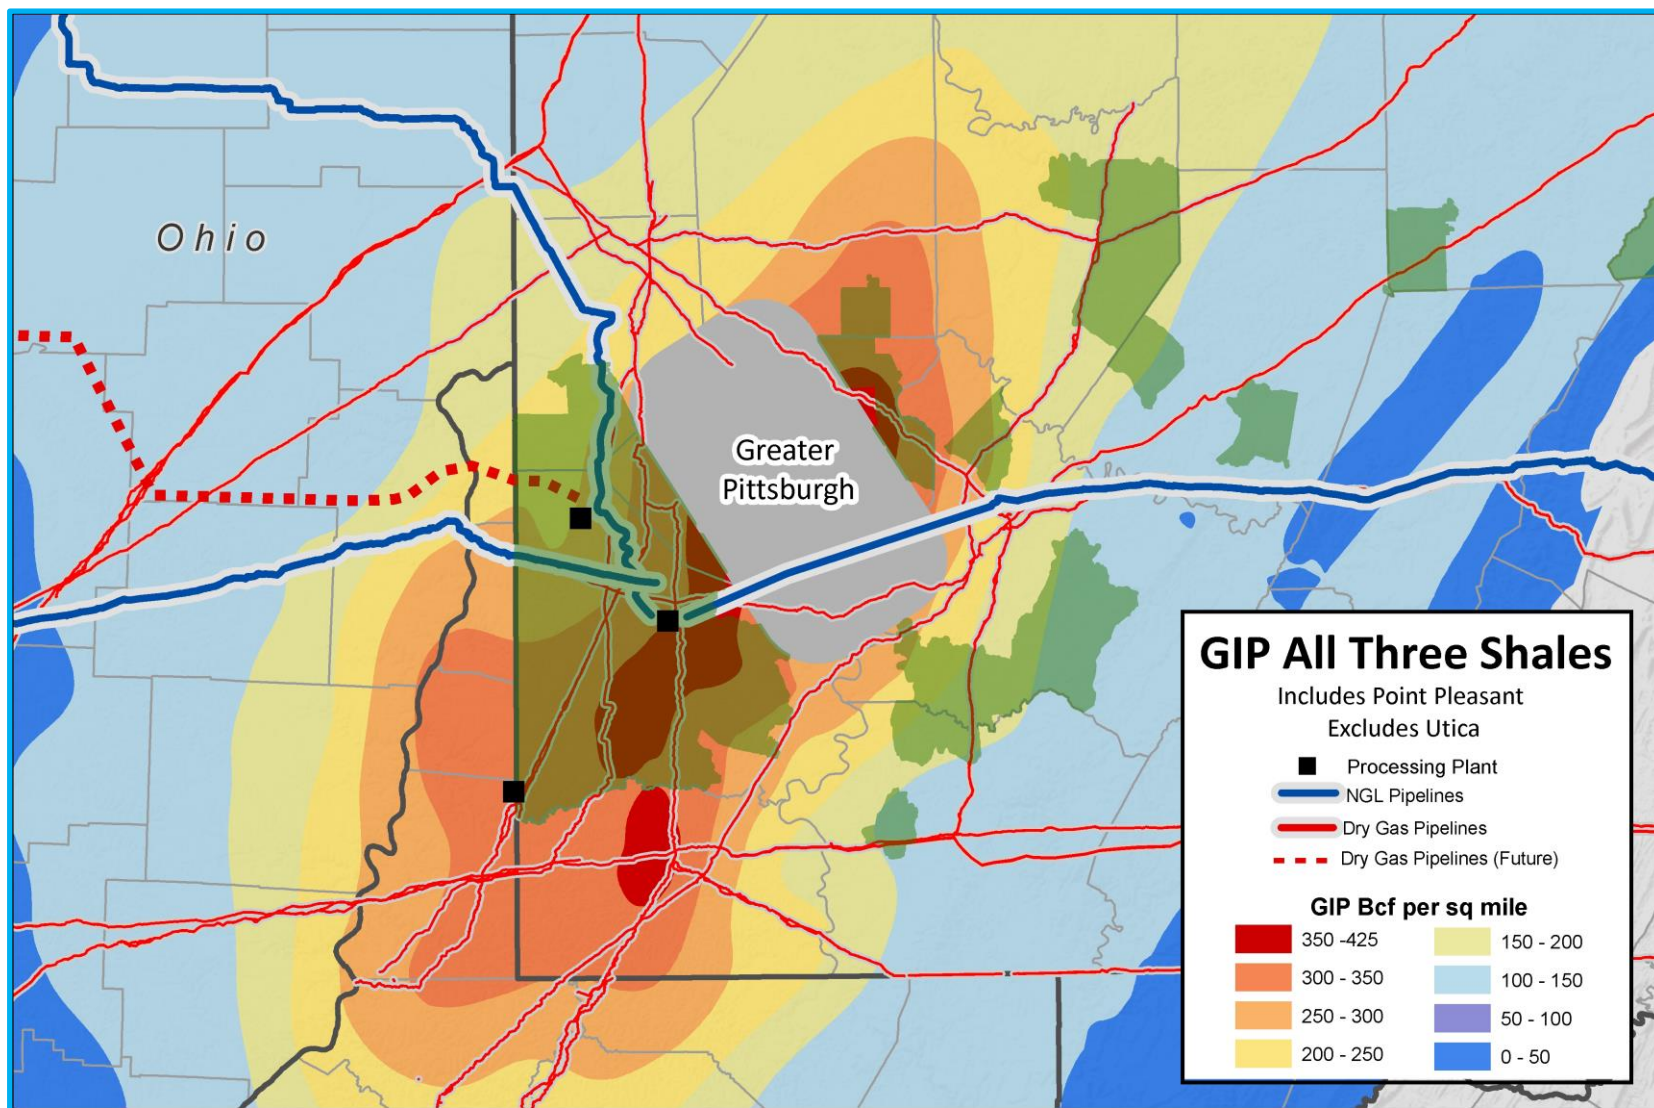 Ohio
Greater
Pittsburgh
GIP All Three Shales
Includes Point Pleasant
Excludes Utica
Processing Plant
NGL Pipelines
Dry Gas Pipelines
Dry Gas Pipelines (Future)
GIP Bcf per sq mile
350 -425
300 - 350
250 - 300
200 - 250
150 - 200
100 - 150
50 - 100
0 - 50